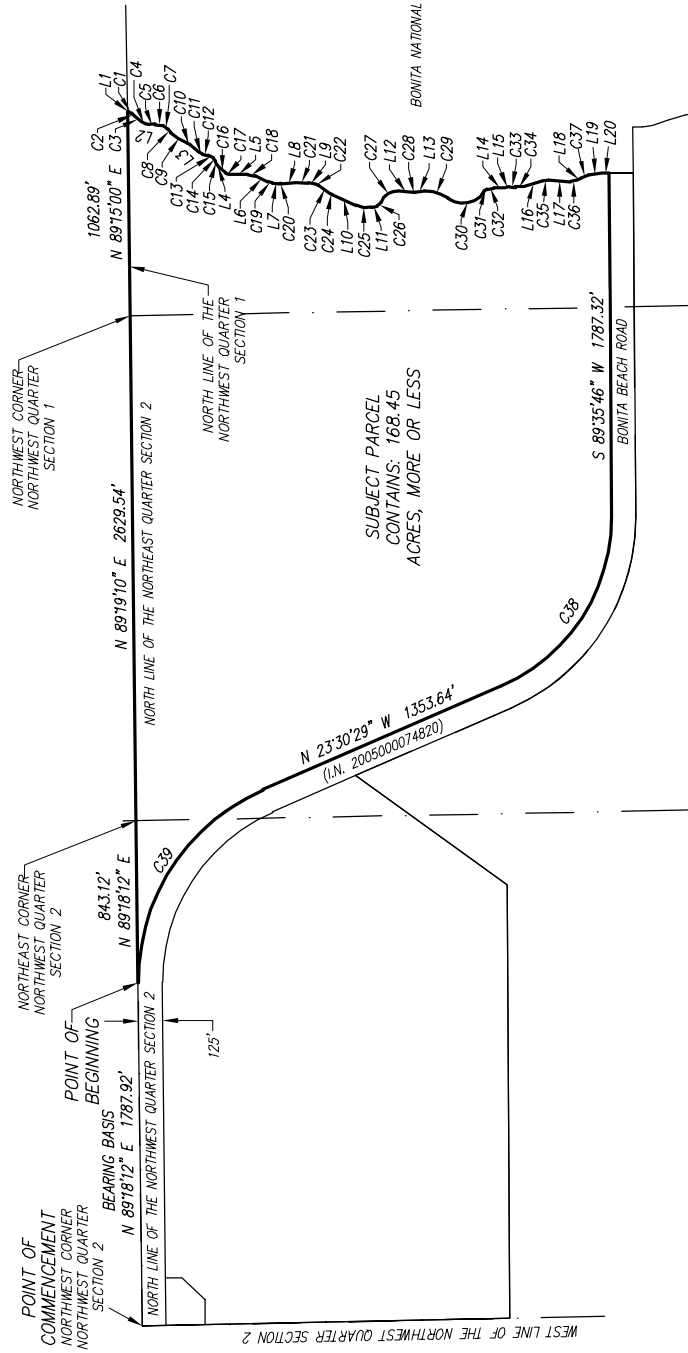 POINT OF
COMMENCEMENT
NORTHWEST CORNER
NORTHWEST QUARTER
SECTION 2
BEARING BASIS
N 89°18'12" E 1787.92'
NORTH LINE OF THE NORTHWEST QUARTER SECTION 2
WEST LINE OF THE NORTHWEST QUARTER SECTION 2
POINT OF
BEGINNING
125'
NORTHEAST CORNER
NORTHWEST QUARTER
SECTION 2
843.12'
N 89°18'12" E
C39
N 89°19'10" E 2629.54'
NORTH LINE OF THE NORTHEAST QUARTER SECTION 2
N 23°30'29" W 1353.64'
(I.N. 2005000074820)
C38
NORTHWEST CORNER
NORTHWEST QUARTER
SECTION 1
NORTH LINE OF THE
NORTHWEST QUARTER
SECTION 1
1062.89'
N 89°15'00" E
SUBJECT PARCEL
CONTAINS: 168.45
ACRES, MORE OR LESS
S 89°35'46" W 1787.32'
BONITA BEACH ROAD
BONITA NATIONAL
L1
C1
C2
C3
C4
C5
C6
C7
L2
C8
C9
C10
C11
C12
L3
C13
C14
C15
L4
C16
C17
L5
C18
L6
C19
L7
C20
L8
C21
L9
C22
C23
C24
L10
C25
L11
C26
C27
L12
C28
L13
C29
C30
C31
C32
L14
L15
C33
C34
L16
C35
L17
C36
L18
C37
L19
L20